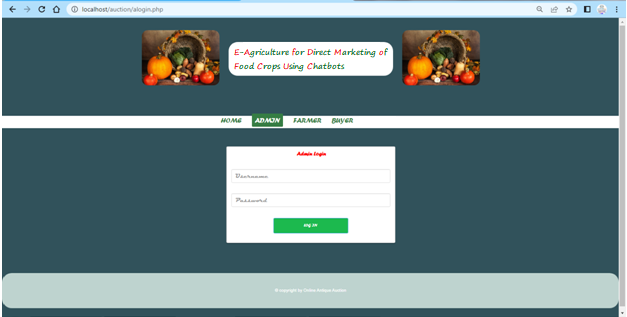 localhost/auction/alogin.php
E-Agriculture for Direct Marketing of
Food Crops Using Chatbots
HOME ADMIN FARMER BUYER
Admin Login
Username
Password
LOG IN
© copyright by Online Antique Auction